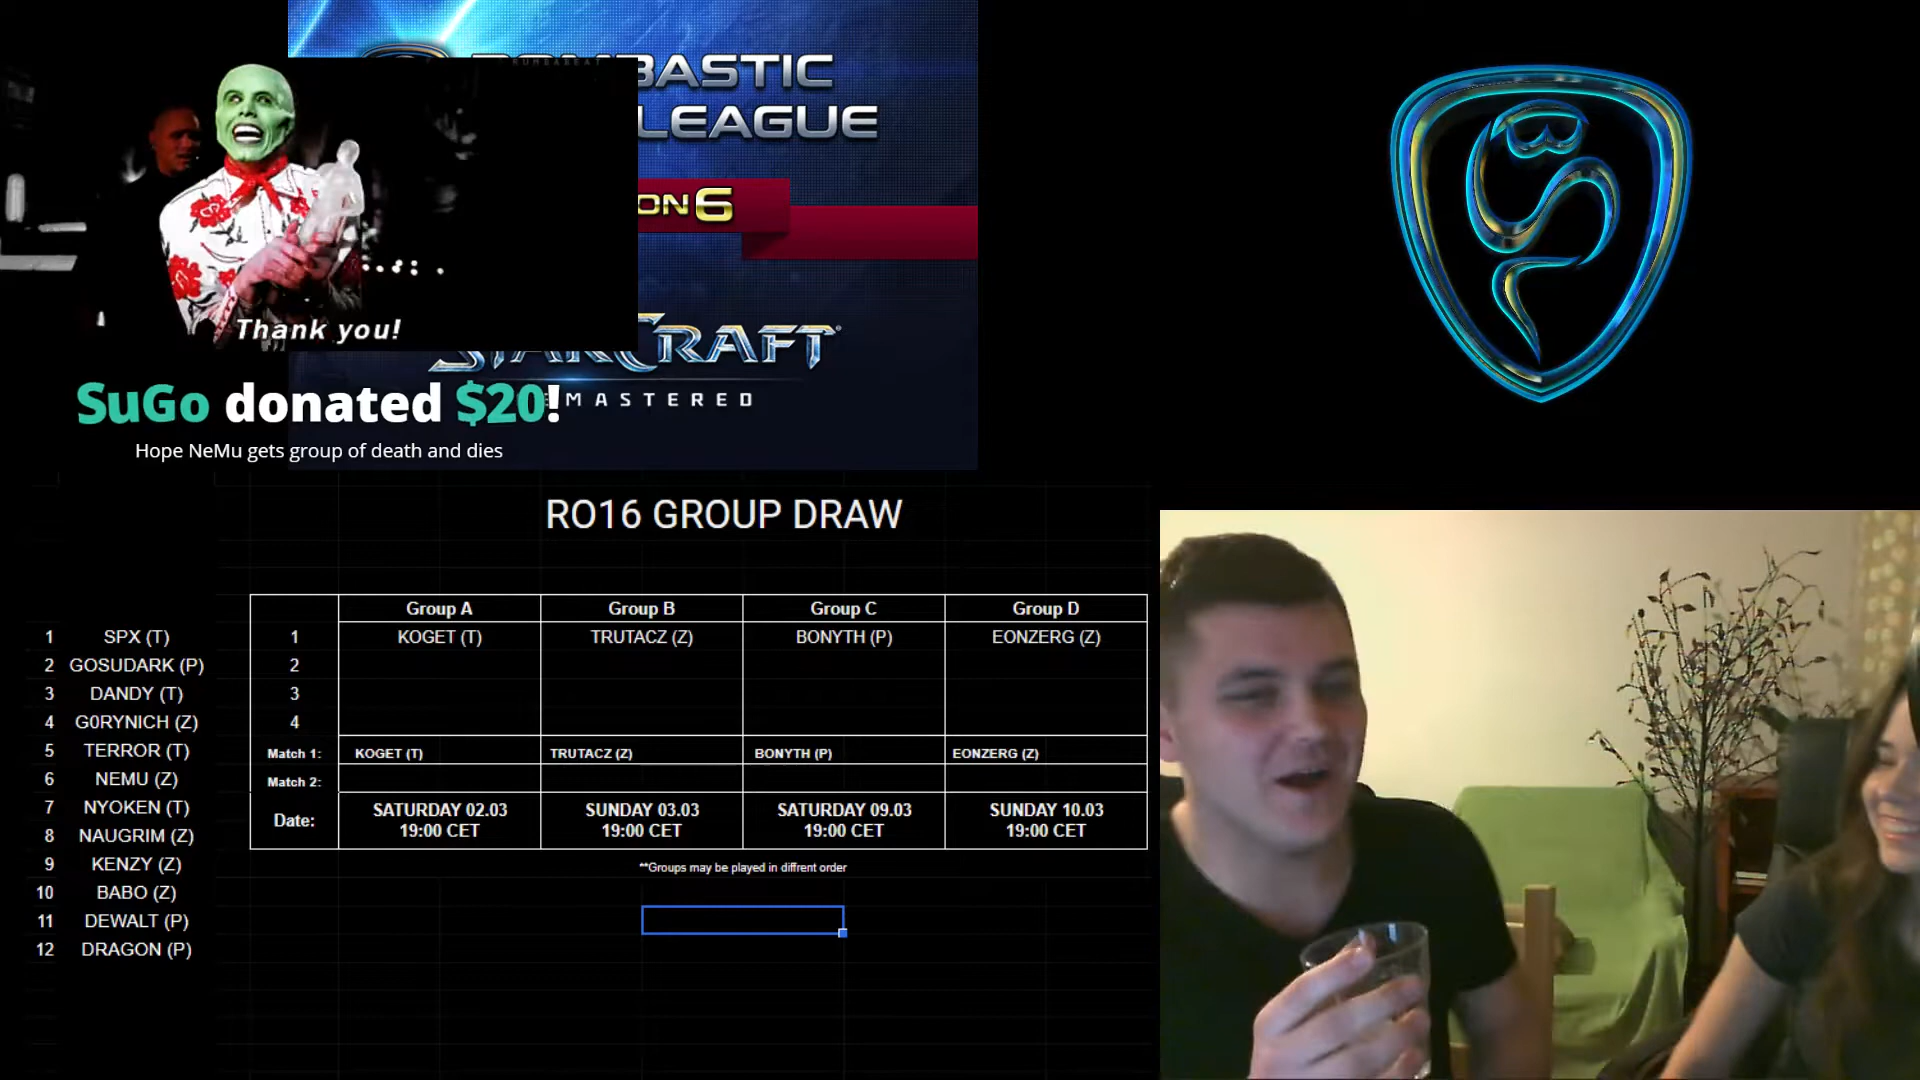 BASTIC
LEAGUE
ON 6
Thank you!
STARCRAFT
MASTERED
SuGo donated $20!
Hope NeMu gets group of death and dies
RO16 GROUP DRAW
Group A Group B Group C Group D
1 SPX (T) 1 KOGET (T) TRUTACZ (Z) BONYTH (P) EONZERG (Z)
2 GOSUDARK (P) 2
3 DANDY (T) 3
4 G0RYNICH (Z) 4
5 TERROR (T) Match 1: KOGET (T) TRUTACZ (Z) BONYTH (P) EONZERG (Z)
6 NEMU (Z) Match 2:
7 NYOKEN (T) Date: SATURDAY 02.03 SUNDAY 03.03 SATURDAY 09.03 SUNDAY 10.03
8 NAUGRIM (Z) 19:00 CET 19:00 CET 19:00 CET 19:00 CET
9 KENZY (Z) **Groups may be played in diffrent order
10 BABO (Z)
11 DEWALT (P)
12 DRAGON (P)